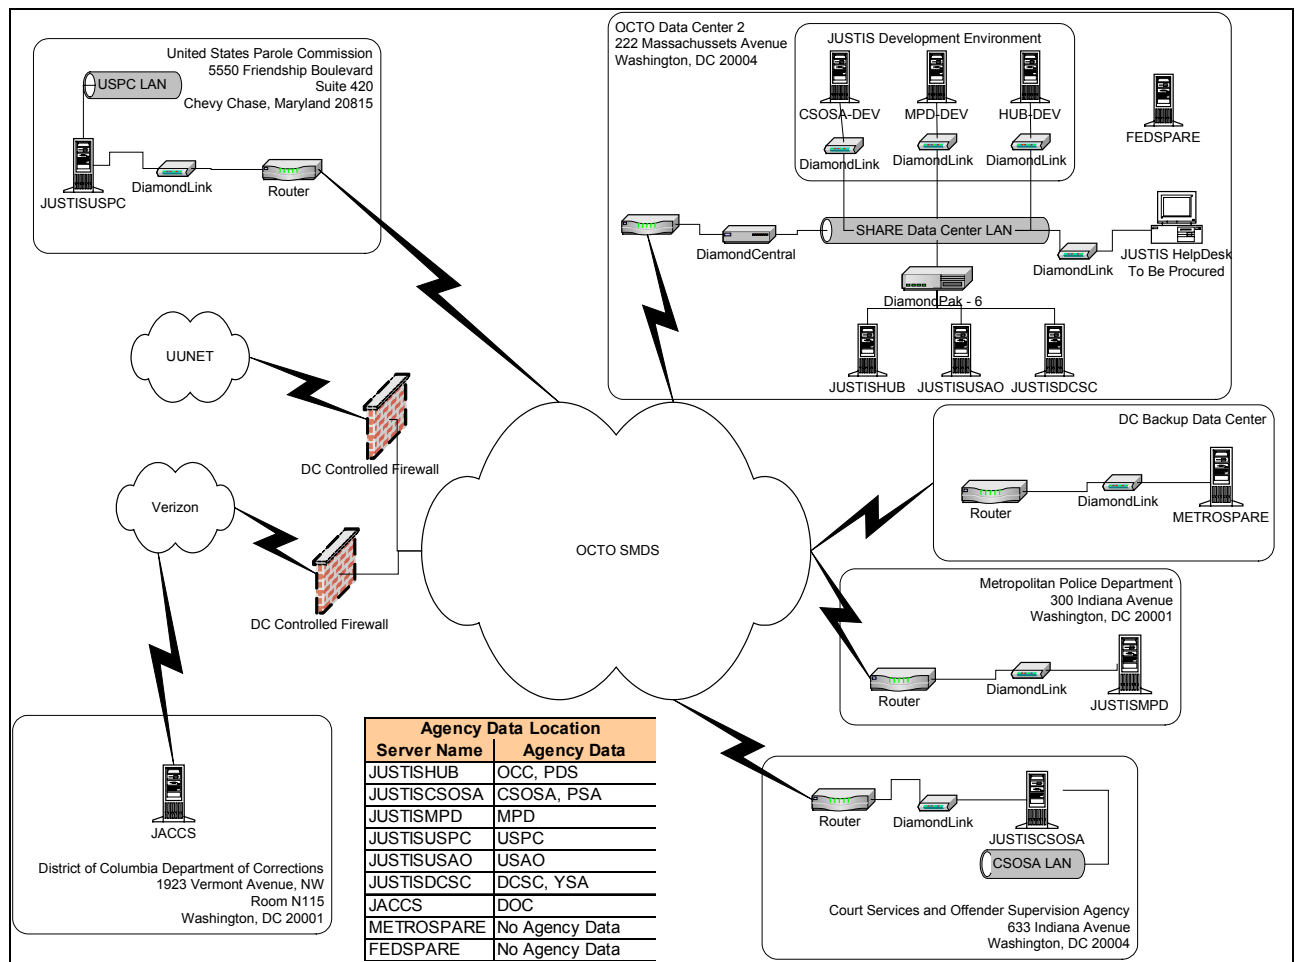 United States Parole Commission
5550 Friendship Boulevard
Suite 420
Chevy Chase, Maryland 20815
USPC LAN
JUSTISUSPC
DiamondLink
Router
OCTO Data Center 2
222 Massachussets Avenue
Washington, DC 20004
JUSTIS Development Environment
CSOSA-DEV
MPD-DEV
HUB-DEV
DiamondLink
DiamondLink
DiamondLink
FEDSPARE
DiamondCentral
SHARE Data Center LAN
DiamondLink
JUSTIS HelpDesk
To Be Procured
DiamondPak - 6
JUSTISHUB
JUSTISUSAO
JUSTISDCSC
UUNET
DC Controlled Firewall
Verizon
DC Controlled Firewall
OCTO SMDS
DC Backup Data Center
Router
DiamondLink
METROSPARE
Metropolitan Police Department
300 Indiana Avenue
Washington, DC 20001
Router
DiamondLink
JUSTISMPD
JACCS
District of Columbia Department of Corrections
1923 Vermont Avenue, NW
Room N115
Washington, DC 20001
Agency Data Location
Server Name Agency Data
JUSTISHUB OCC, PDS
JUSTISCSOSA CSOSA, PSA
JUSTISMPD MPD
JUSTISUSPC USPC
JUSTISUSAO USAO
JUSTISDCSC DCSC, YSA
JACCS DOC
METROSPARE No Agency Data
FEDSPARE No Agency Data
Router
DiamondLink
JUSTISCSOSA
CSOSA LAN
Court Services and Offender Supervision Agency
633 Indiana Avenue
Washington, DC 20004